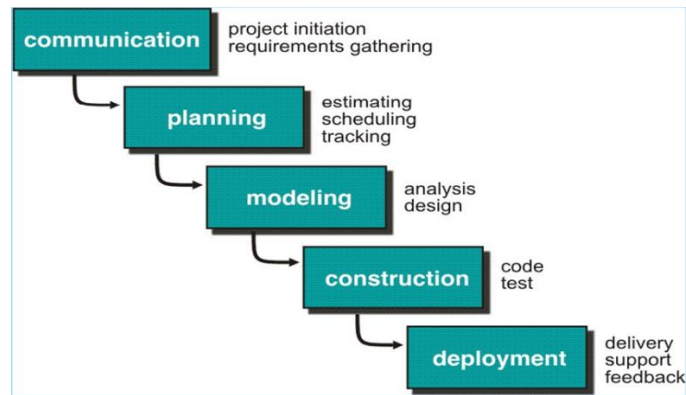 communication
project initiation
requirements gathering
planning
estimating
scheduling
tracking
modeling
analysis
design
construction
code
test
deployment
delivery
support
feedback